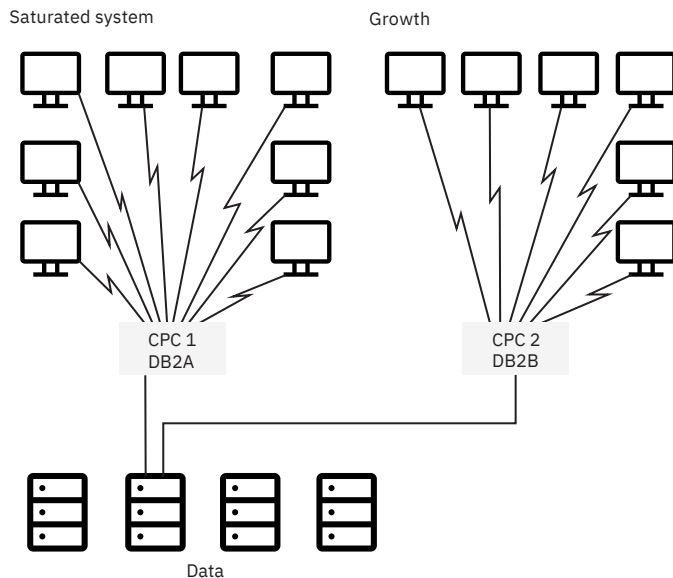 Saturated system
Growth
CPC 1
DB2A
CPC 2
DB2B
Data